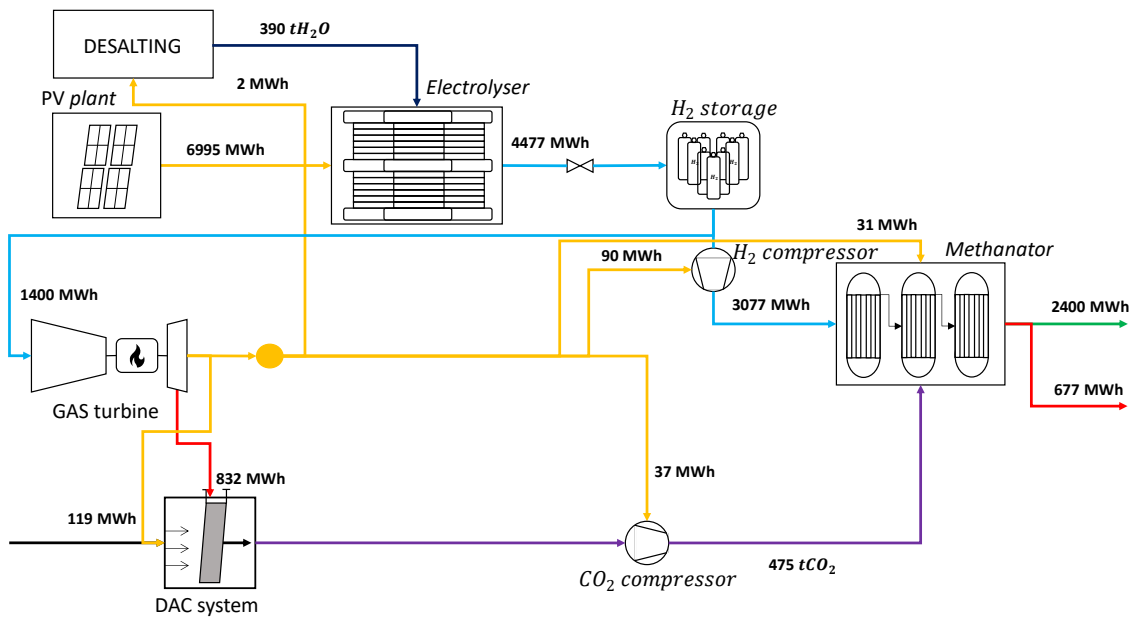 390 tH₂O
DESALTING
2 MWh
Electrolyser
PV plant
H₂ storage
6995 MWh
4477 MWh
31 MWh
90 MWh
H₂ compressor
Methanator
1400 MWh
3077 MWh
2400 MWh
GAS turbine
677 MWh
832 MWh
37 MWh
119 MWh
475 tCO₂
CO₂ compressor
DAC system